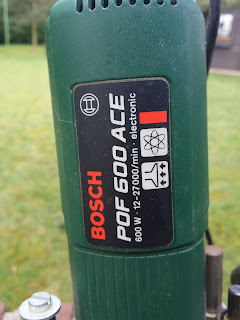 BOSCH
POF 600 ACE
600 W · 12-27000/min · electronic